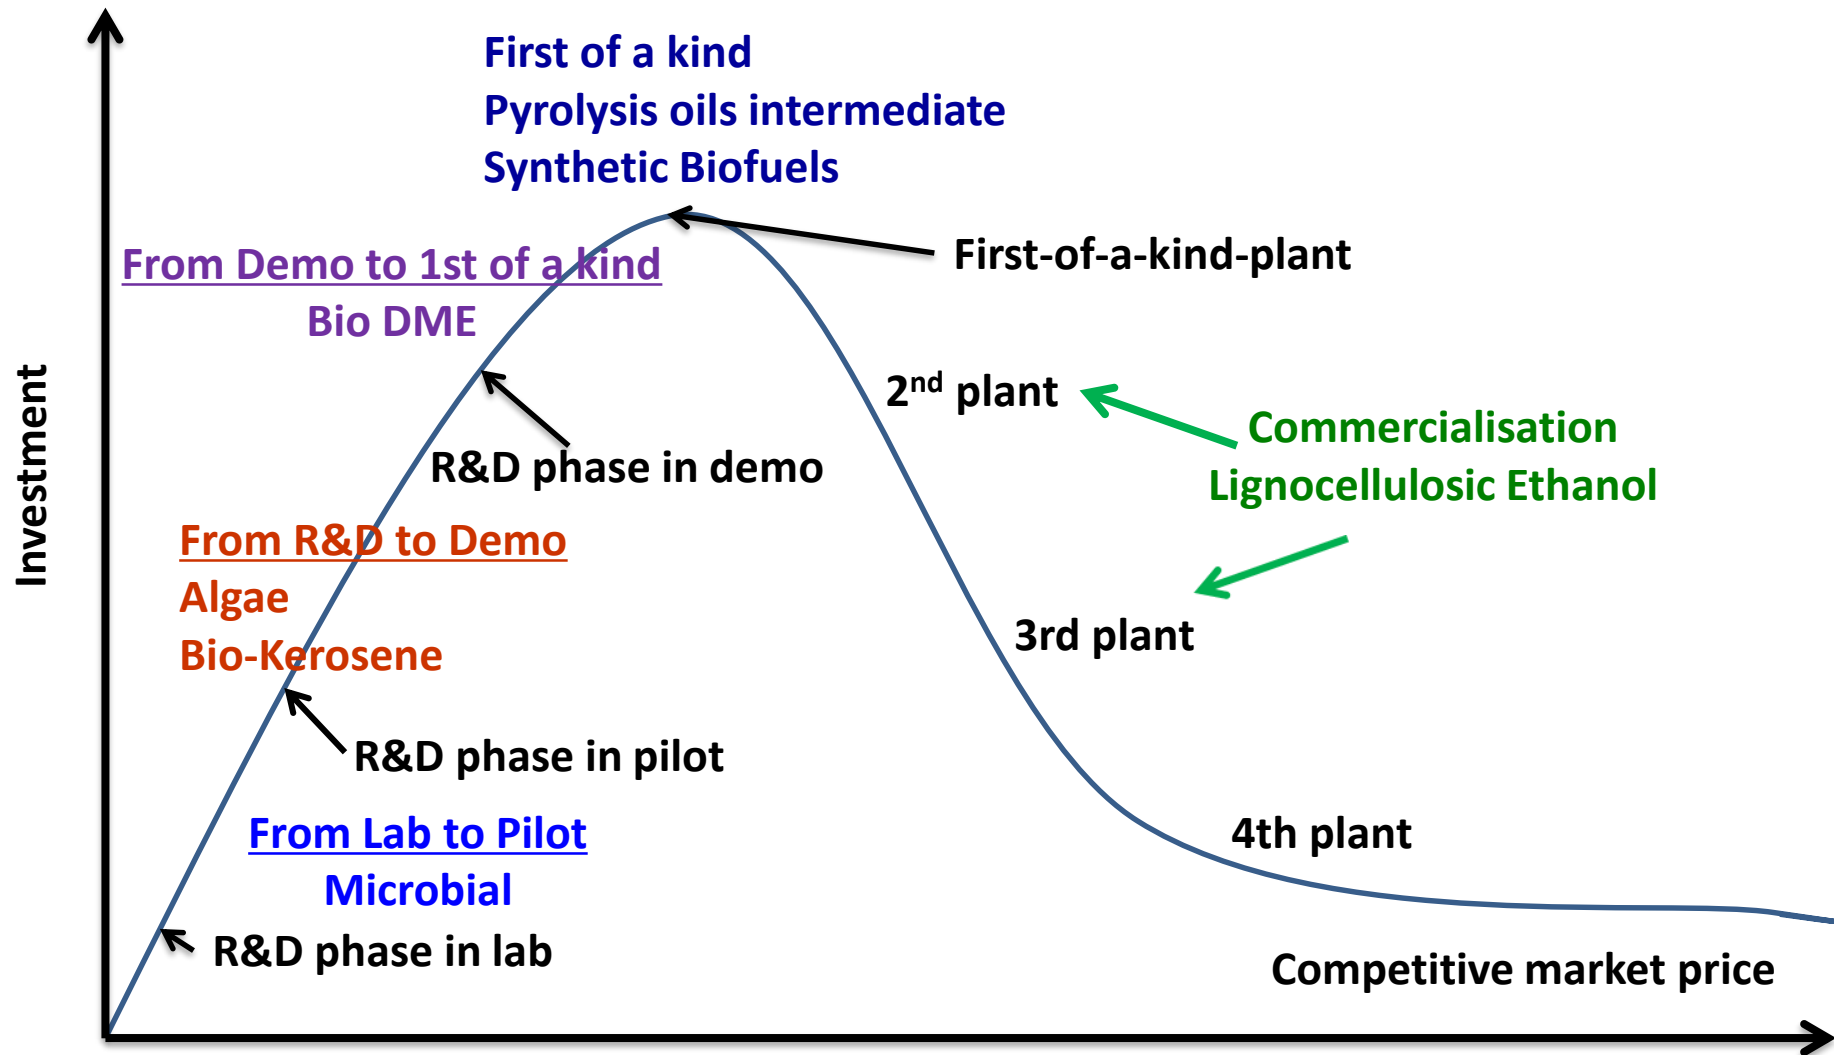 First of a kind
Pyrolysis oils intermediate
Synthetic Biofuels
First-of-a-kind-plant
From Demo to 1st of a kind
Bio DME
2nd plant
Commercialisation
Lignocellulosic Ethanol
R&D phase in demo
Investment
From R&D to Demo
Algae
Bio-Kerosene
3rd plant
R&D phase in pilot
From Lab to Pilot
Microbial
4th plant
R&D phase in lab
Competitive market price